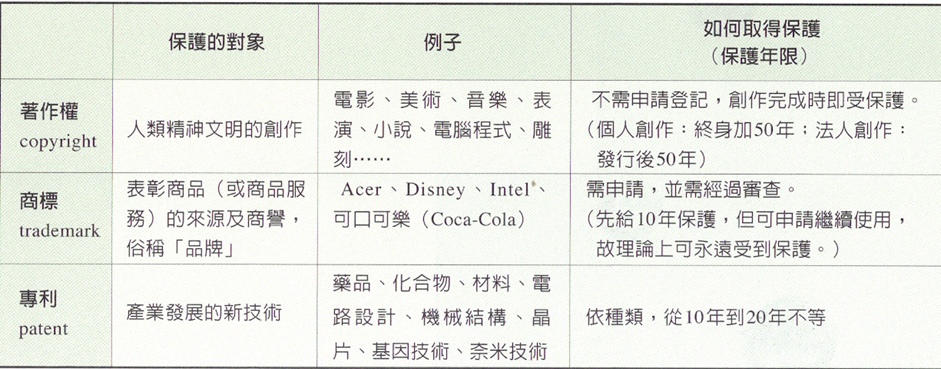 保護的對象
例子
如何取得保護
（保護年限）
著作權
copyright
人類精神文明的創作
電影、美術、音樂、表
演、小說、電腦程式、雕
刻……
不需申請登記，創作完成時即受保護。
（個人創作：終身加50年；法人創作：
發行後50年）
商標
trademark
表彰商品（或商品服
務）的來源及商譽，
俗稱「品牌」
Acer、Disney、Intel®、
可口可樂（Coca-Cola）
需申請，並需經過審查。
（先給10年保護，但可申請繼續使用，
故理論上可永遠受到保護。）
專利
patent
產業發展的新技術
藥品、化合物、材料、電
路設計、機械結構、晶
片、基因技術、奈米技術
依種類，從10年到20年不等